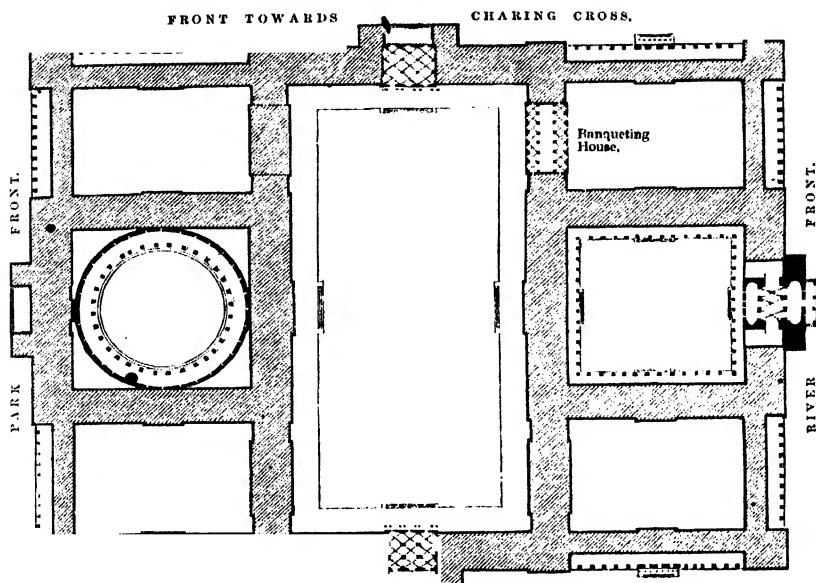 FRONT TOWARDS CHARING CROSS.
Banqueting
House.
PARK FRONT.
RIVER FRONT.